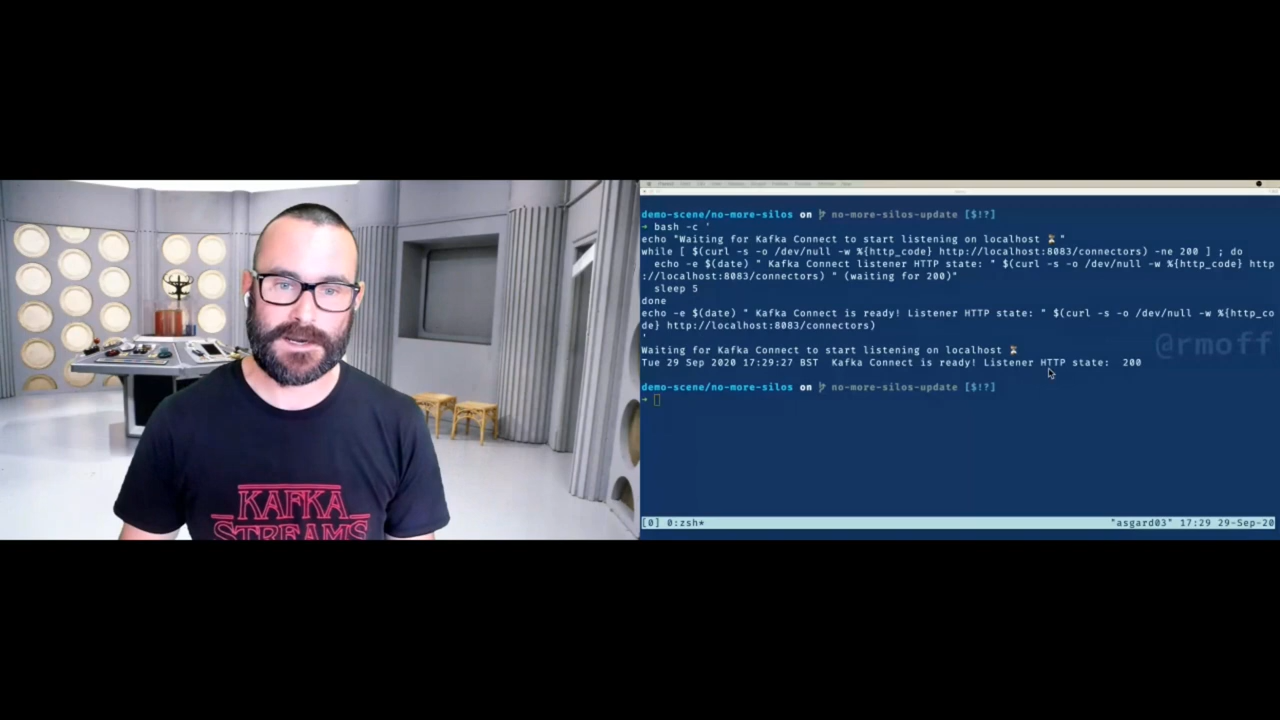 KAFKA
STREAMS
demo-scene/no-more-silos on no-more-silos-update [$!?]
→ bash -c '
echo "Waiting for Kafka Connect to start listening on localhost ⏳"
while [ $(curl -s -o /dev/null -w %{http_code} http://localhost:8083/connectors) -ne 200 ] ; do
echo -e $(date) " Kafka Connect listener HTTP state: " $(curl -s -o /dev/null -w %{http_code} http
://localhost:8083/connectors) " (waiting for 200)"
sleep 5
done
echo -e $(date) " Kafka Connect is ready! Listener HTTP state: " $(curl -s -o /dev/null -w %{http_co
de} http://localhost:8083/connectors)
'
Waiting for Kafka Connect to start listening on localhost ⏳
Tue 29 Sep 2020 17:29:27 BST  Kafka Connect is ready! Listener HTTP state:  200
@rmoff
demo-scene/no-more-silos on no-more-silos-update [$!?]
→
[0] 0:zsh* "asgard03" 17:29 29-Sep-20